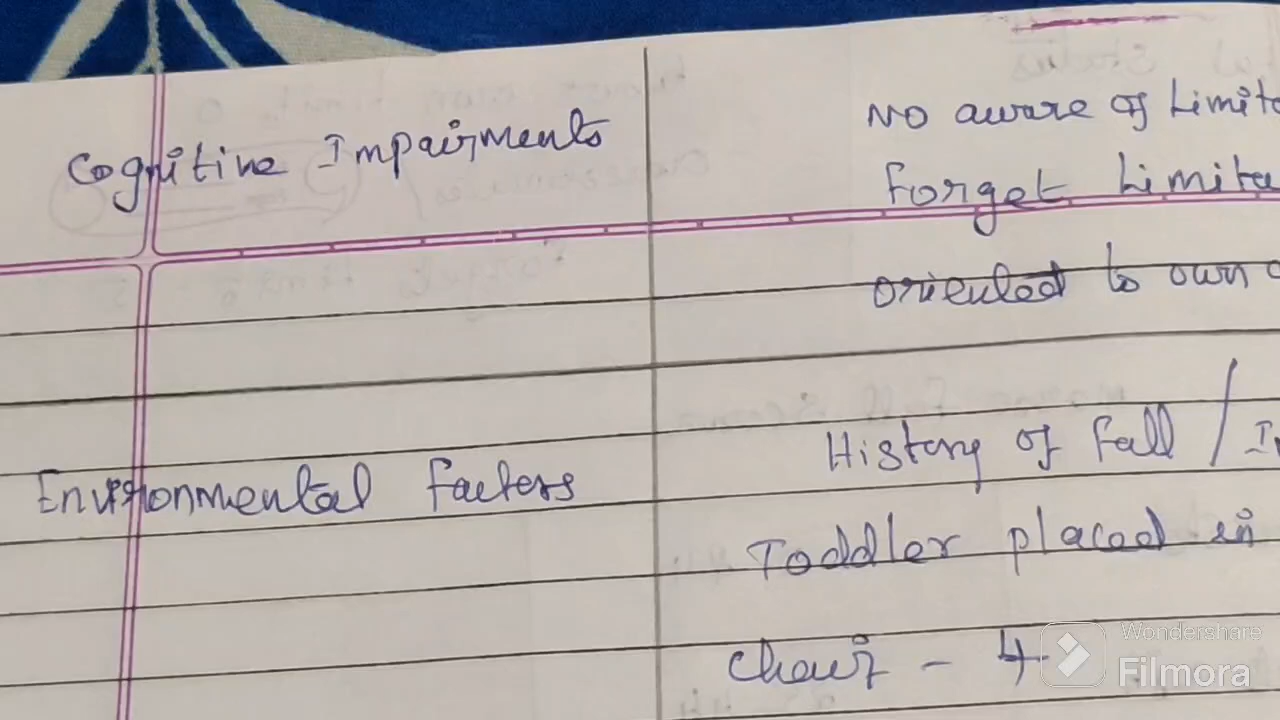 Cognitive Impairments
No aware of Limita
Forget Limita
oriented to own
Environmental factors
History of Fall / I
Toddler placed in
chair - 4
Wondershare
Filmora